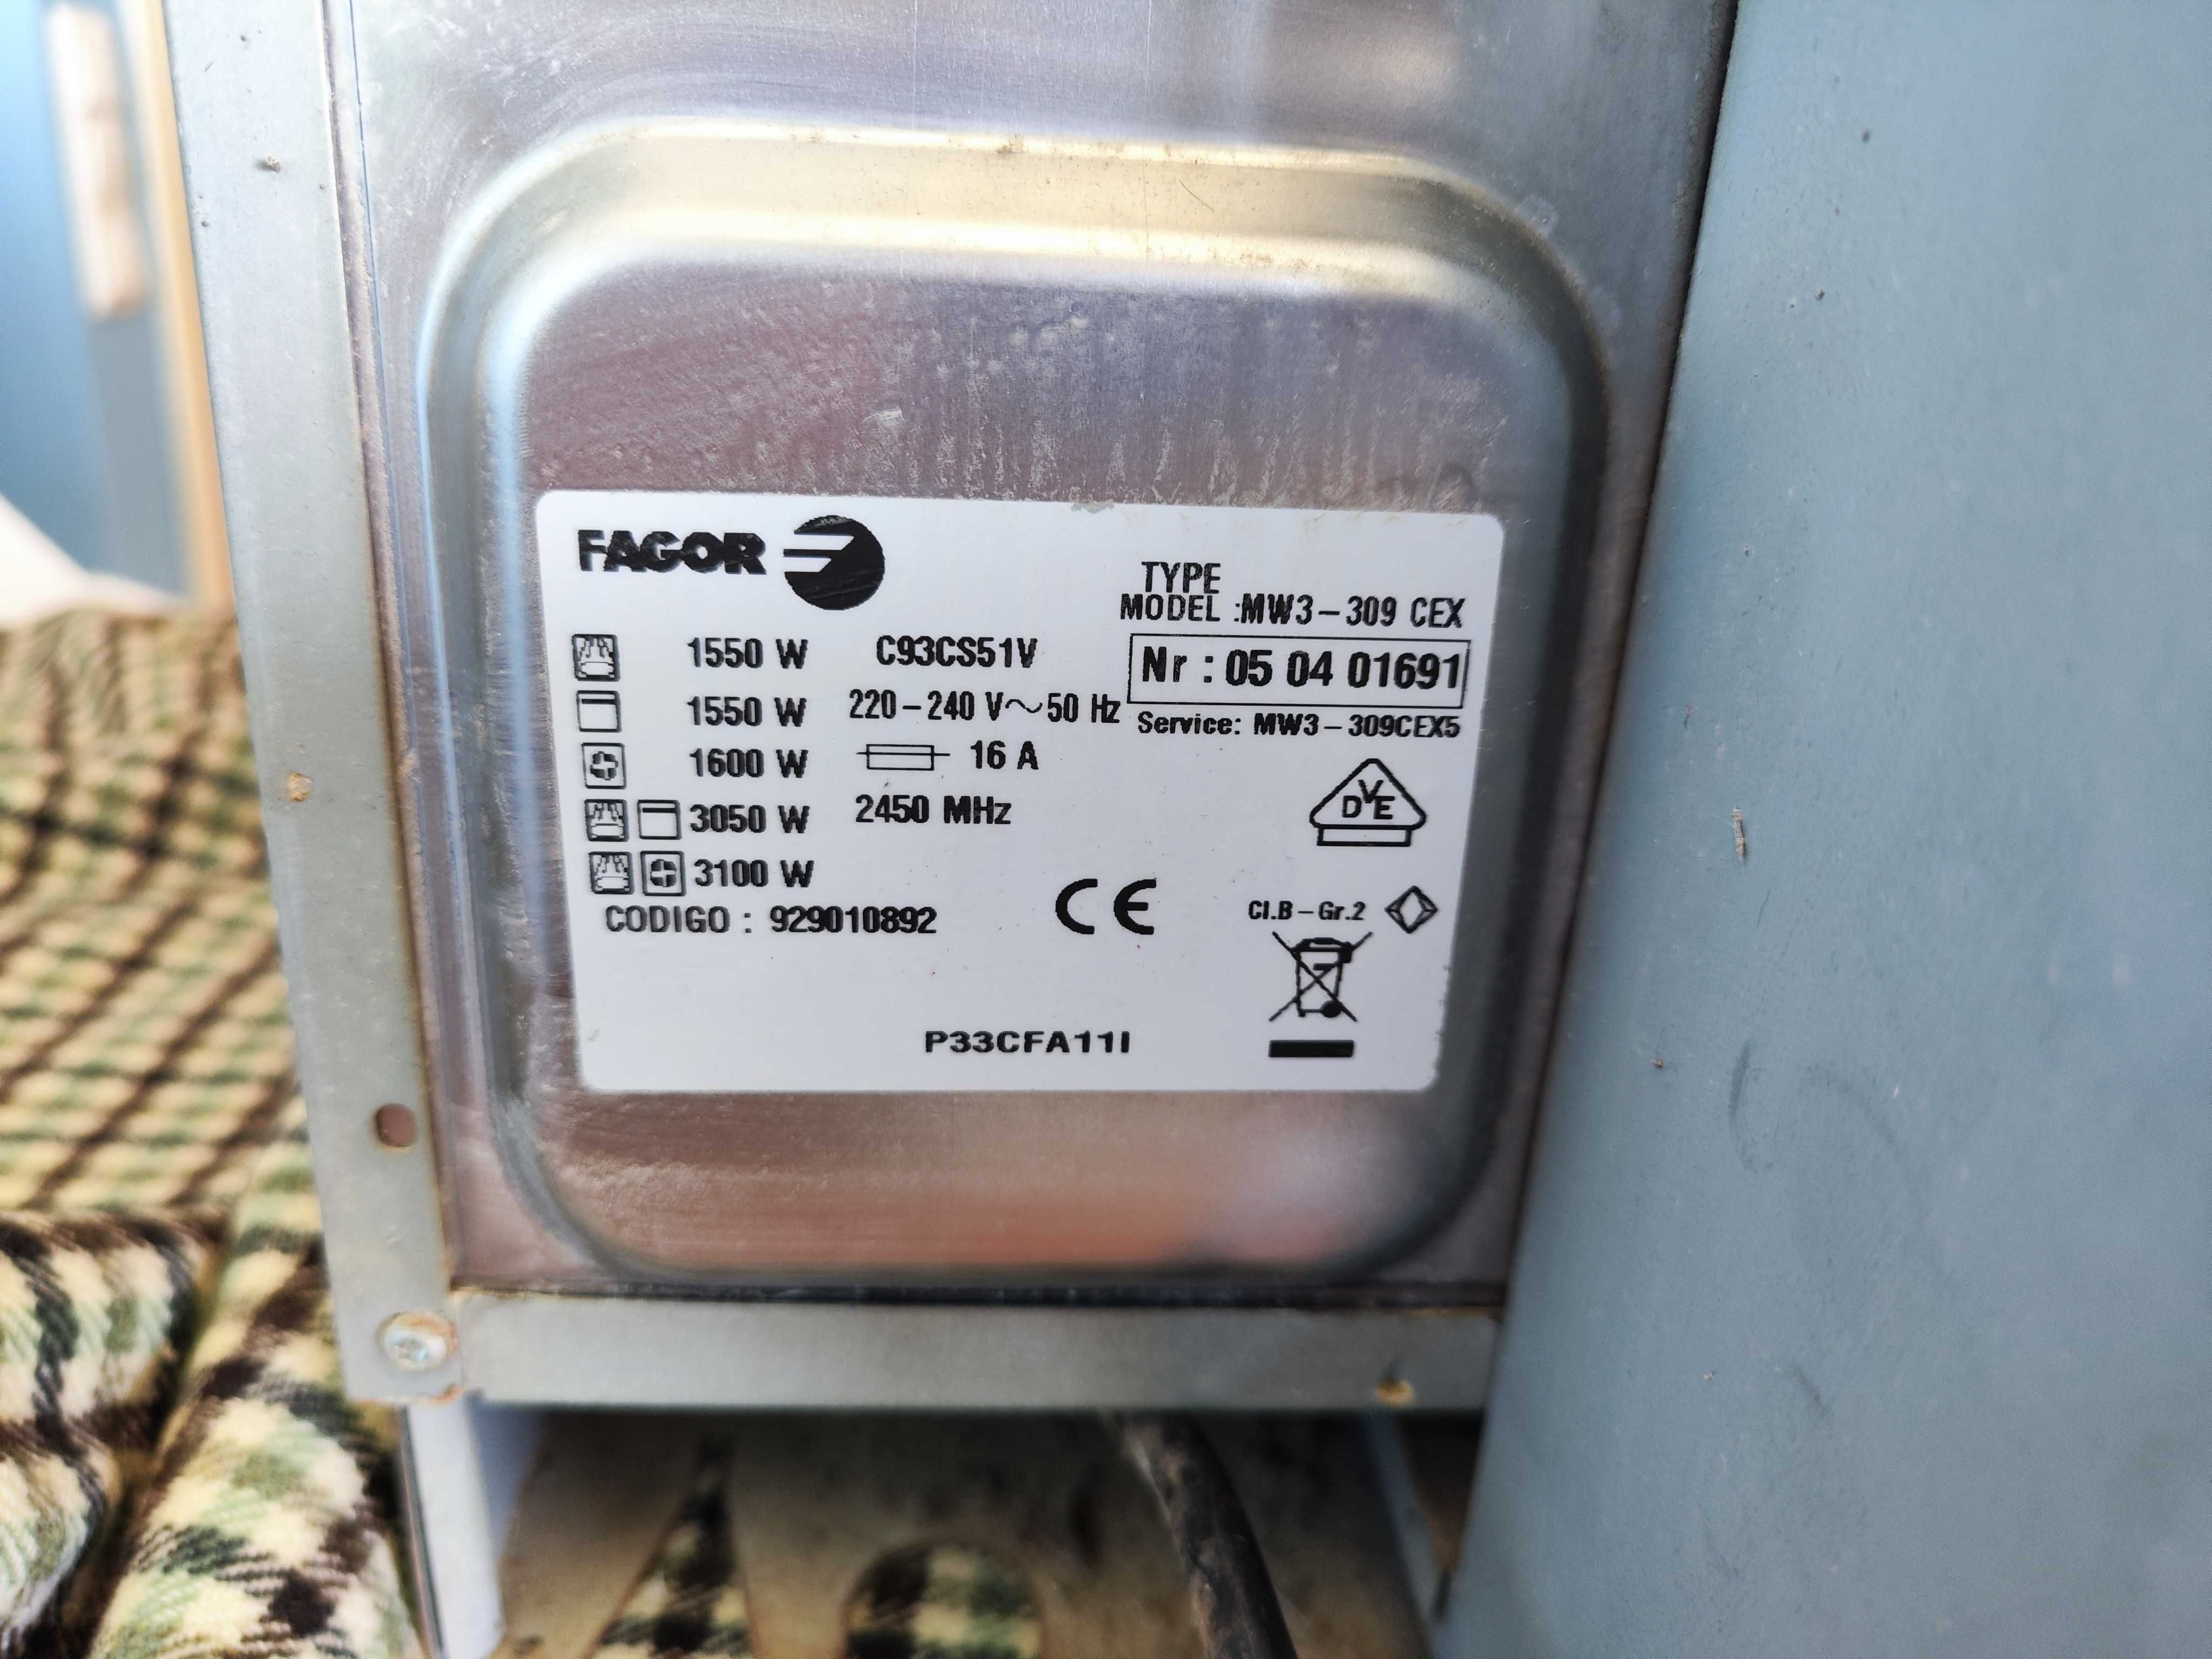 FAGOR
TYPE
MODEL :MW3-309 CEX
1550 W C93CS51V
Nr : 05 04 01691
1550 W 220-240 V~50 Hz
Service: MW3-309CEX5
1600 W 16 A
3050 W 2450 MHz
DVE
3100 W
CODIGO : 929010892
CE
Cl.B-Gr.2
P33CFA11I